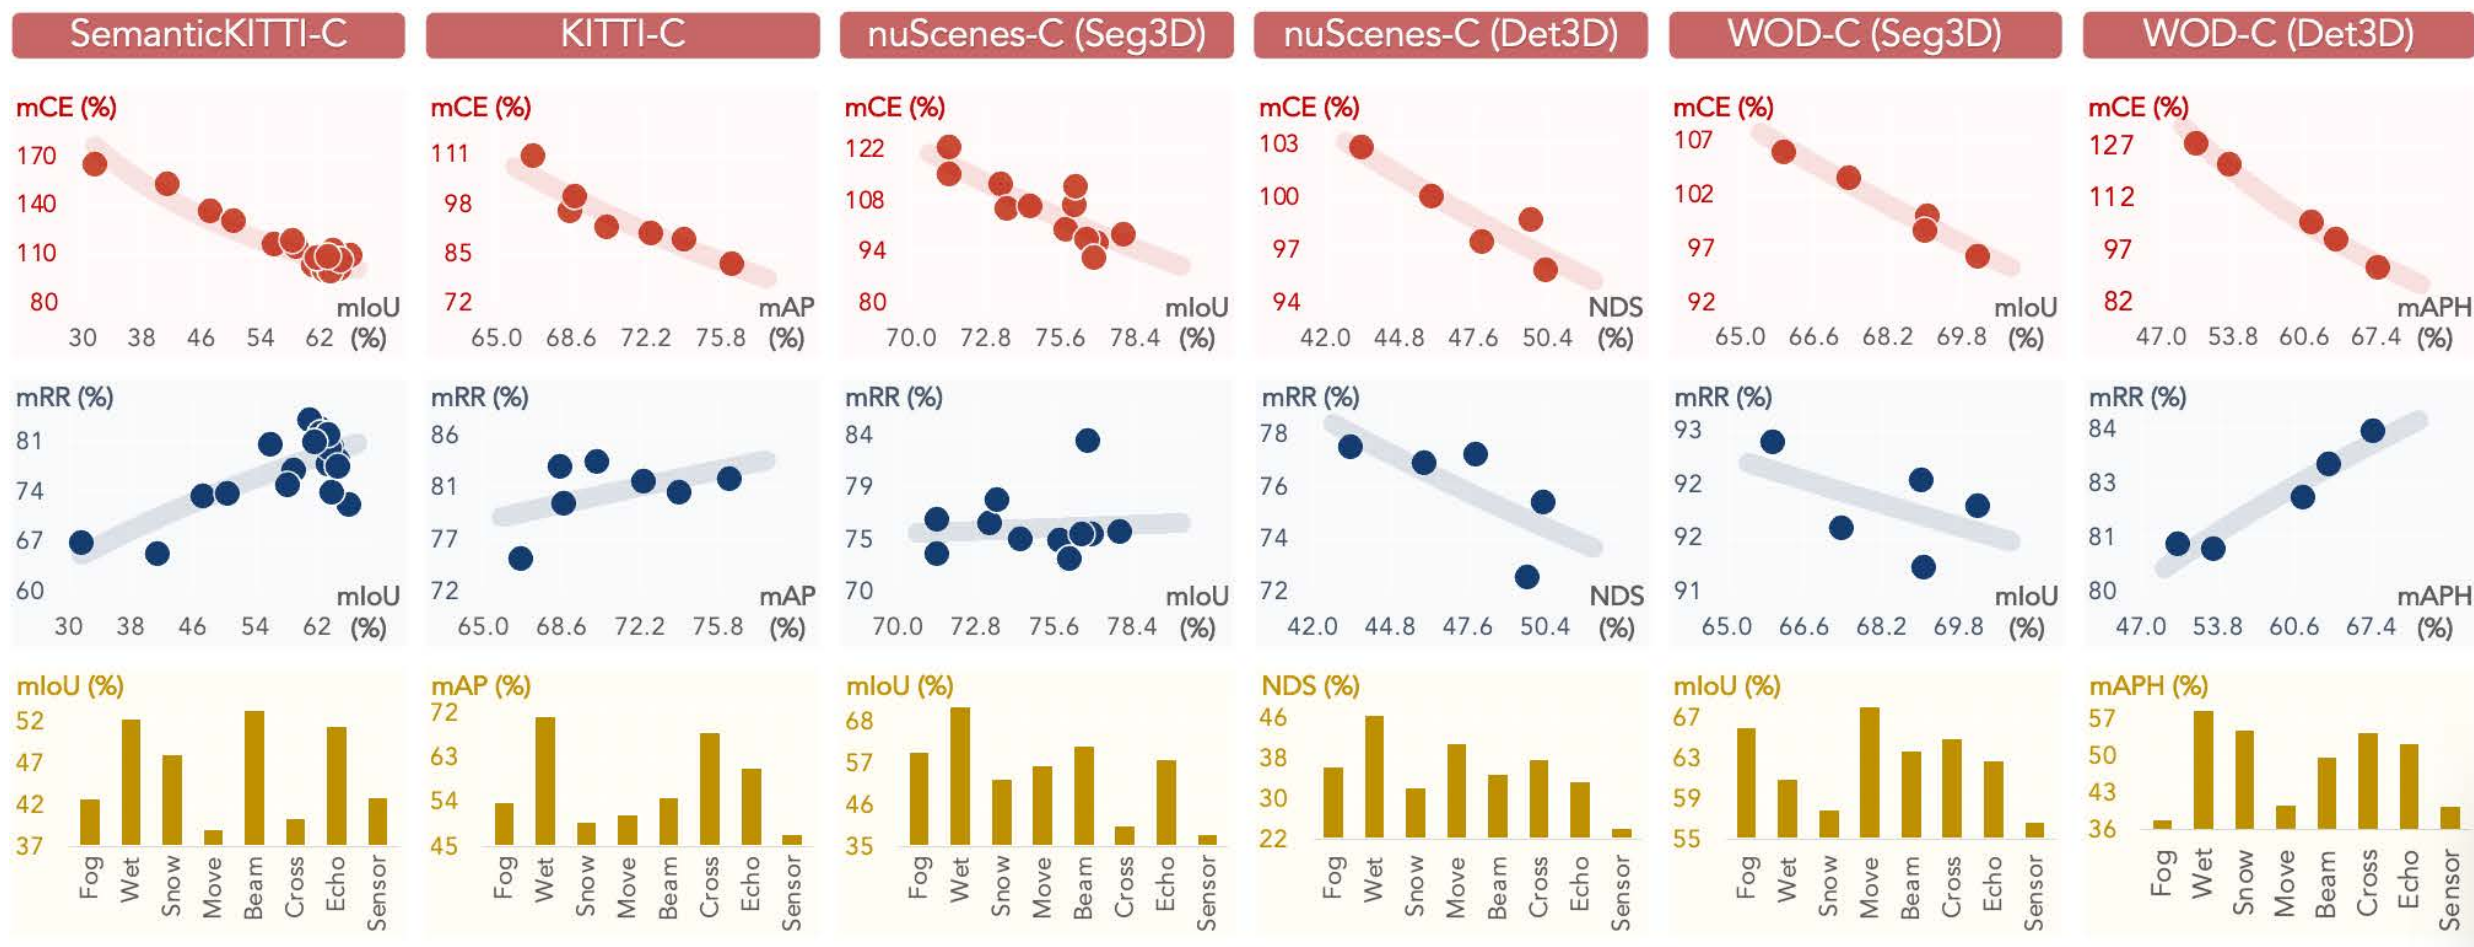 SemanticKITTI-C
KITTI-C
nuScenes-C (Seg3D)
nuScenes-C (Det3D)
WOD-C (Seg3D)
WOD-C (Det3D)
mCE (%)
170
140
110
80
mIoU
30 38 46 54 62 (%)
mCE (%)
111
98
85
72
mAP
65.0 68.6 72.2 75.8 (%)
mCE (%)
122
108
94
80
mIoU
70.0 72.8 75.6 78.4 (%)
mCE (%)
103
100
97
94
NDS
42.0 44.8 47.6 50.4 (%)
mCE (%)
107
102
97
92
mIoU
65.0 66.6 68.2 69.8 (%)
mCE (%)
127
112
97
82
mAPH
47.0 53.8 60.6 67.4 (%)
mRR (%)
81
74
67
60
mIoU
30 38 46 54 62 (%)
mRR (%)
86
81
77
72
mAP
65.0 68.6 72.2 75.8 (%)
mRR (%)
84
79
75
70
mIoU
70.0 72.8 75.6 78.4 (%)
mRR (%)
78
76
74
72
NDS
42.0 44.8 47.6 50.4 (%)
mRR (%)
93
92
92
91
mIoU
65.0 66.6 68.2 69.8 (%)
mRR (%)
84
83
81
80
mAPH
47.0 53.8 60.6 67.4 (%)
mIoU (%)
52
47
42
37
Fog
Wet
Snow
Move
Beam
Cross
Echo
Sensor
mAP (%)
72
63
54
45
Fog
Wet
Snow
Move
Beam
Cross
Echo
Sensor
mIoU (%)
68
57
46
35
Fog
Wet
Snow
Move
Beam
Cross
Echo
Sensor
NDS (%)
46
38
30
22
Fog
Wet
Snow
Move
Beam
Cross
Echo
Sensor
mIoU (%)
67
63
59
55
Fog
Wet
Snow
Move
Beam
Cross
Echo
Sensor
mAPH (%)
57
50
43
36
Fog
Wet
Snow
Move
Beam
Cross
Echo
Sensor